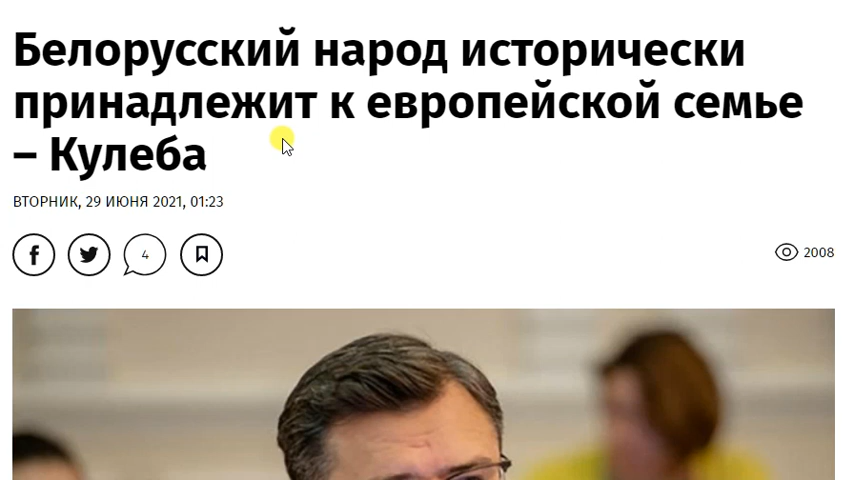 Белорусский народ исторически
принадлежит к европейской семье
– Кулеба
ВТОРНИК, 29 ИЮНЯ 2021, 01:23
4
2008